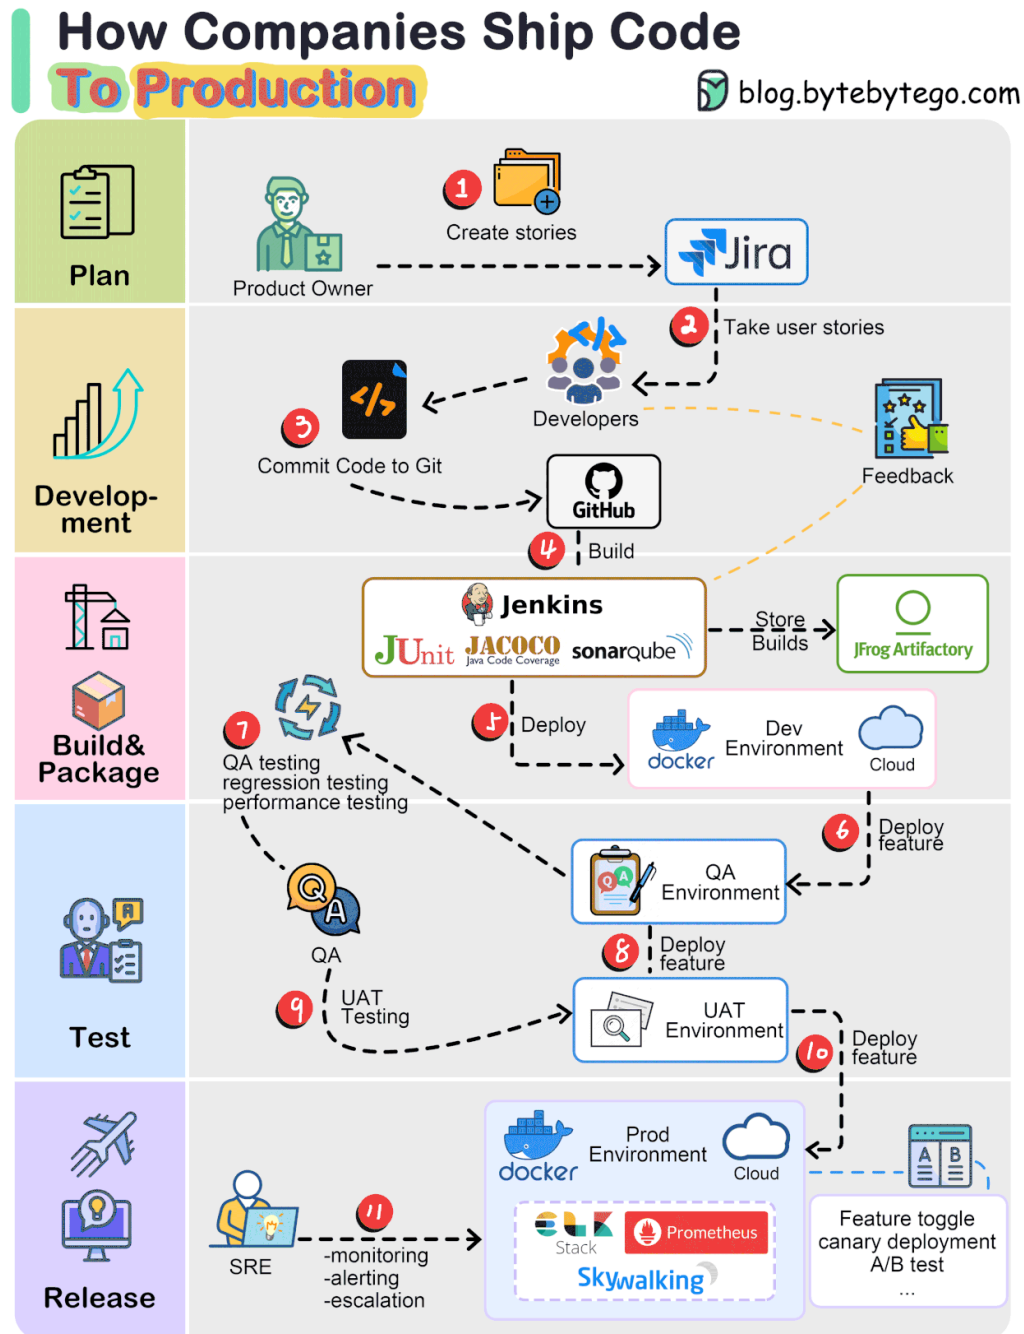 How Companies Ship Code
To Production
blog.bytebytego.com
Plan
1
Create stories
Product Owner
Jira
2
Take user stories
Develop-
ment
Developers
3
Commit Code to Git
GitHub
Feedback
4
Build
Build&
Package
Jenkins
JUnit
JACOCO
Java Code Coverage
sonarqube
Store
Builds
JFrog Artifactory
5
Deploy
docker
Dev
Environment
Cloud
7
QA testing
regression testing
performance testing
6
Deploy
feature
Test
A
QA
Environment
Q A
Q
A
QA
8
Deploy
feature
9
UAT
Testing
UAT
Environment
10
Deploy
feature
Release
docker
Prod
Environment
Cloud
A B
SRE
11
-monitoring
-alerting
-escalation
ELK
Stack
Prometheus
Skywalking
Feature toggle
canary deployment
A/B test
...